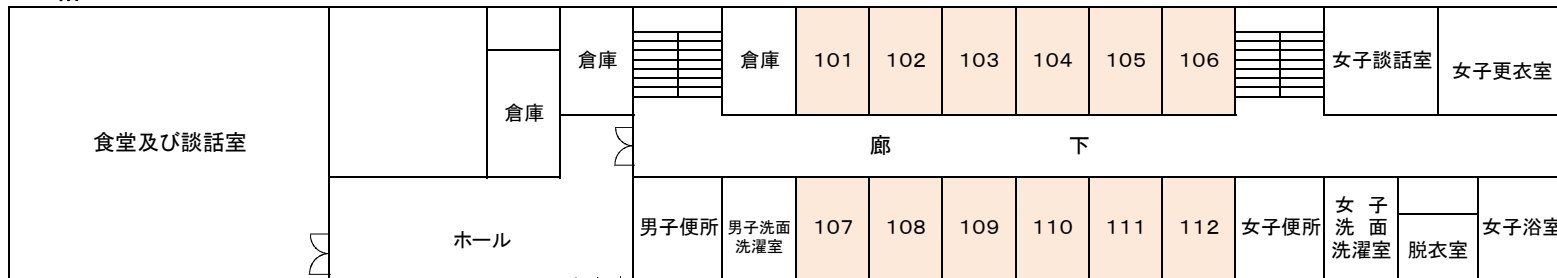 倉庫
倉庫
101
102
103
104
105
106
女子談話室
女子更衣室
倉庫
食堂及び談話室
廊 下
ホール
男子便所
男子洗面
洗濯室
107
108
109
110
111
112
女子便所
女 子
洗 面
洗濯室
脱衣室
女子浴室